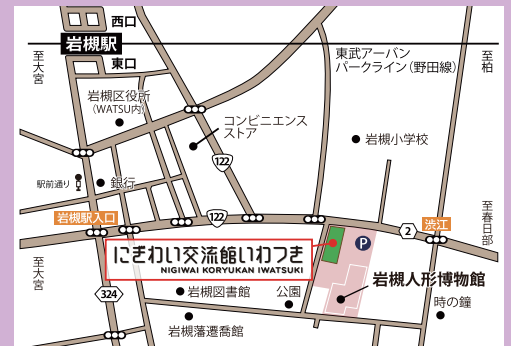 西口
岩槻駅
東口
至大宮
東武アーバン
パークライン(野田線)
至柏
岩槻区役所
(WATSU内)
コンビニエンス
ストア
岩槻小学校
122
駅前通り
銀行
岩槻駅入口
122
至春日部
渋江
2
P
にぎわい交流館いわつき
NIGIWAI KORYUKAN IWATSUKI
至大宮
岩槻人形博物館
324
岩槻図書館
公園
時の鐘
岩槻藩遷喬館